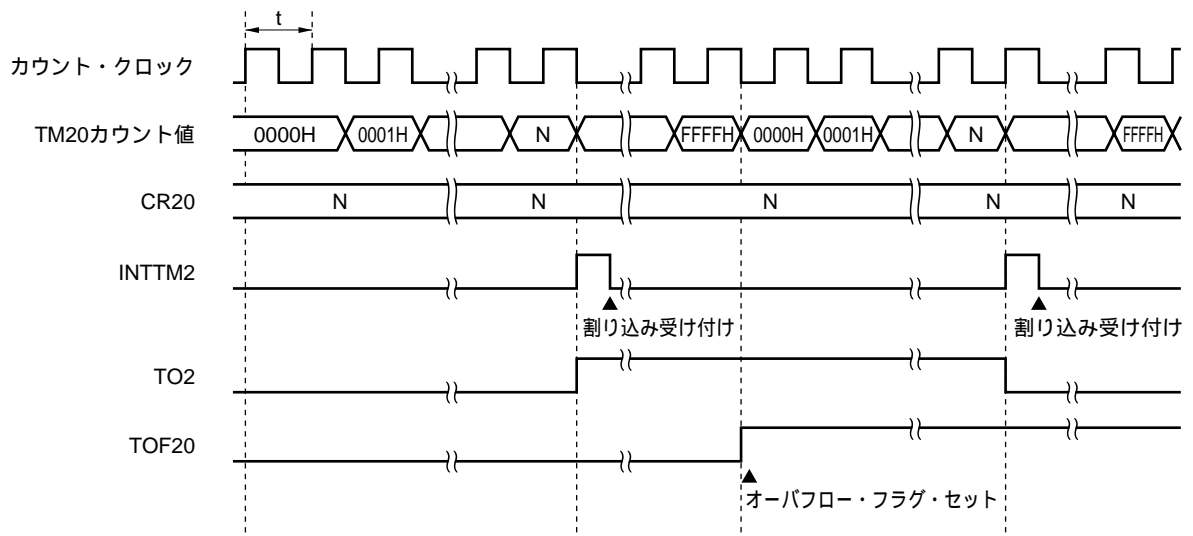 t
カウント・クロック
TM20カウント値 0000H 0001H N FFFFH 0000H 0001H N FFFFH
CR20 N N N N N
INTTM2
割り込み受け付け 割り込み受け付け
TO2
TOF20
オーバフロー・フラグ・セット